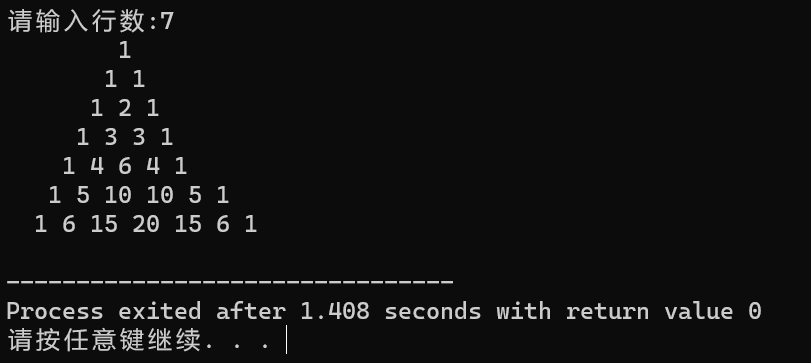 请输入行数:7
        1
       1 1
      1 2 1
     1 3 3 1
    1 4 6 4 1
   1 5 10 10 5 1
  1 6 15 20 15 6 1

--------------------------------
Process exited after 1.408 seconds with return value 0
请按任意键继续. . .